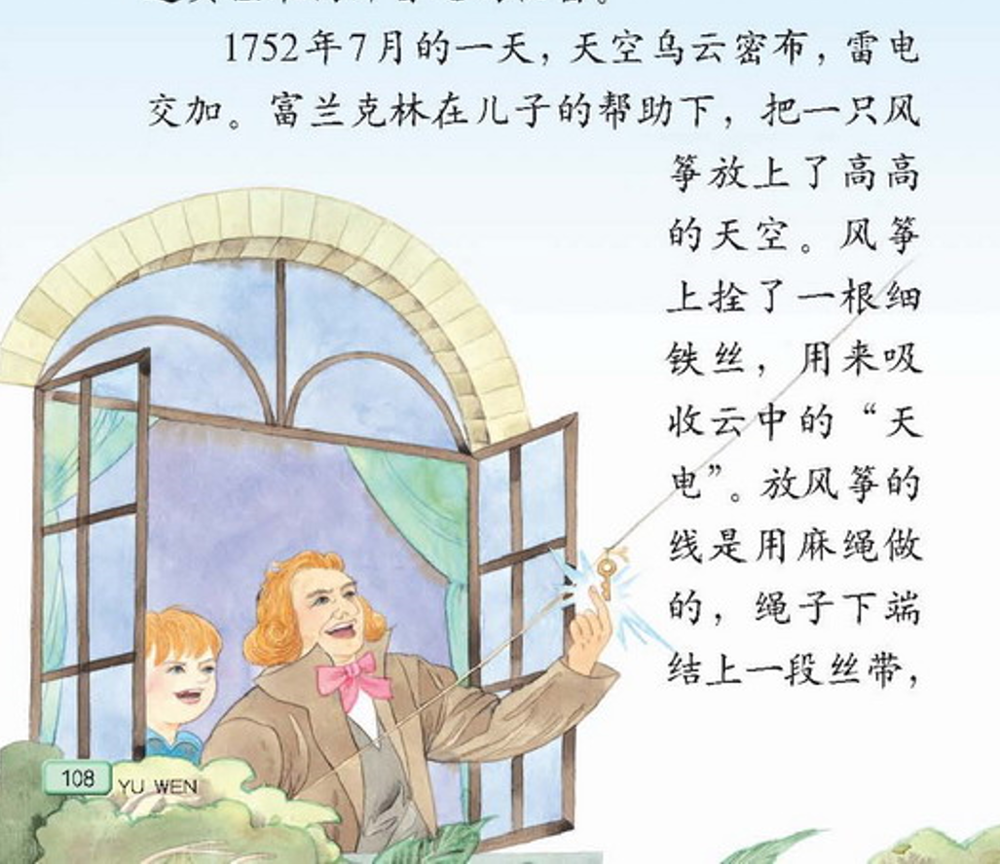 1752年7月的一天，天空乌云密布，雷电
交加。富兰克林在儿子的帮助下，把一只风
筝放上了高高
的天空。风筝
上拴了一根细
铁丝，用来吸
收云中的“天
电”。放风筝的
线是用麻绳做
的，绳子下端
结上一段丝带，
108 YU WEN